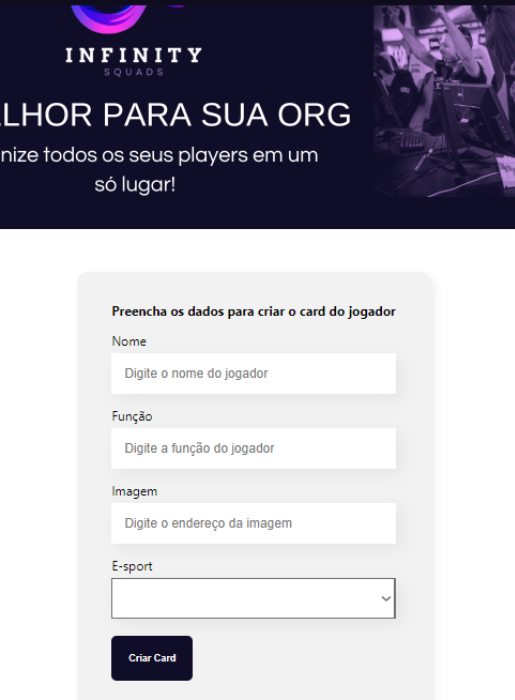 INFINITY
SQUADS
LHOR PARA SUA ORG
nize todos os seus players em um
só lugar!
Preencha os dados para criar o card do jogador
Nome
Digite o nome do jogador
Função
Digite a função do jogador
Imagem
Digite o endereço da imagem
E-sport
Criar Card